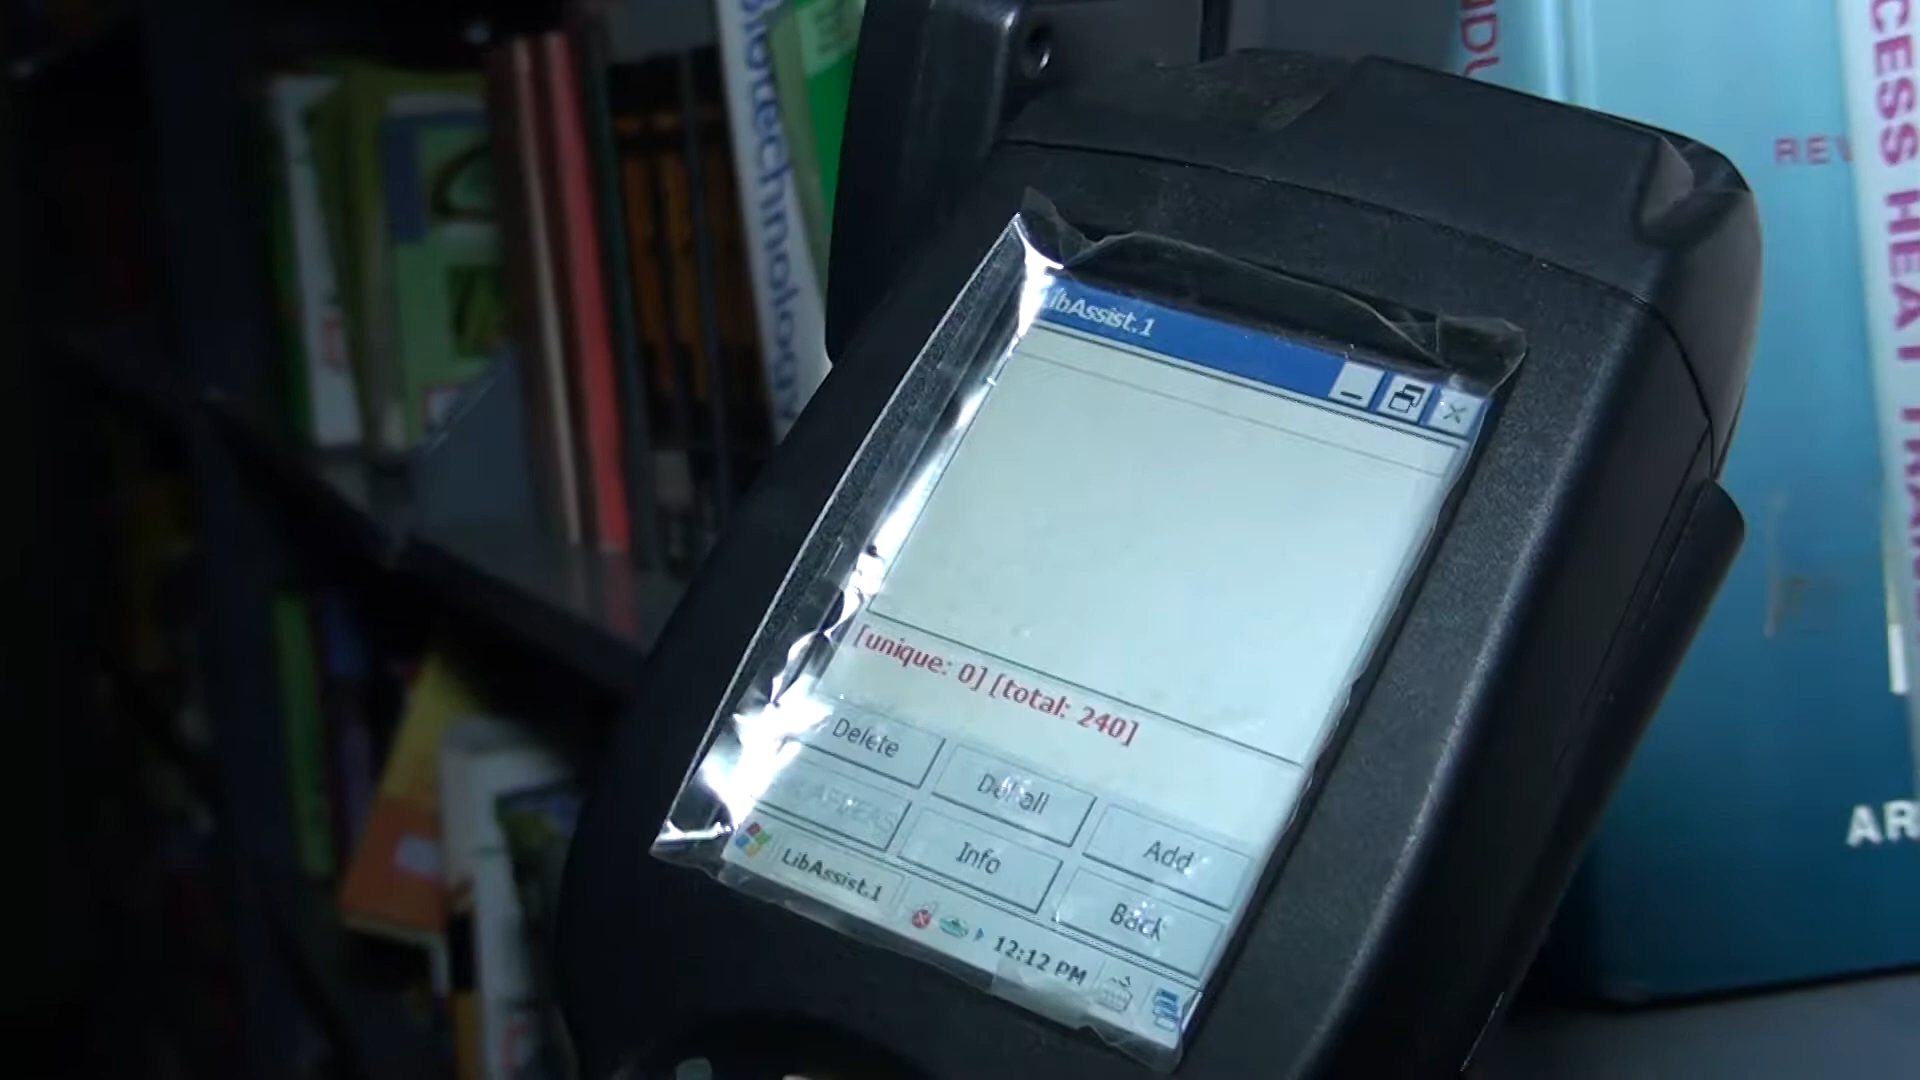 Biotechnology
REV
CESS HEAT TRANS
AR
LibAssist.1
[unique: 0] [total: 240]
Delete
Del all
Add
Info
Back
LibAssist.1
12:12 PM